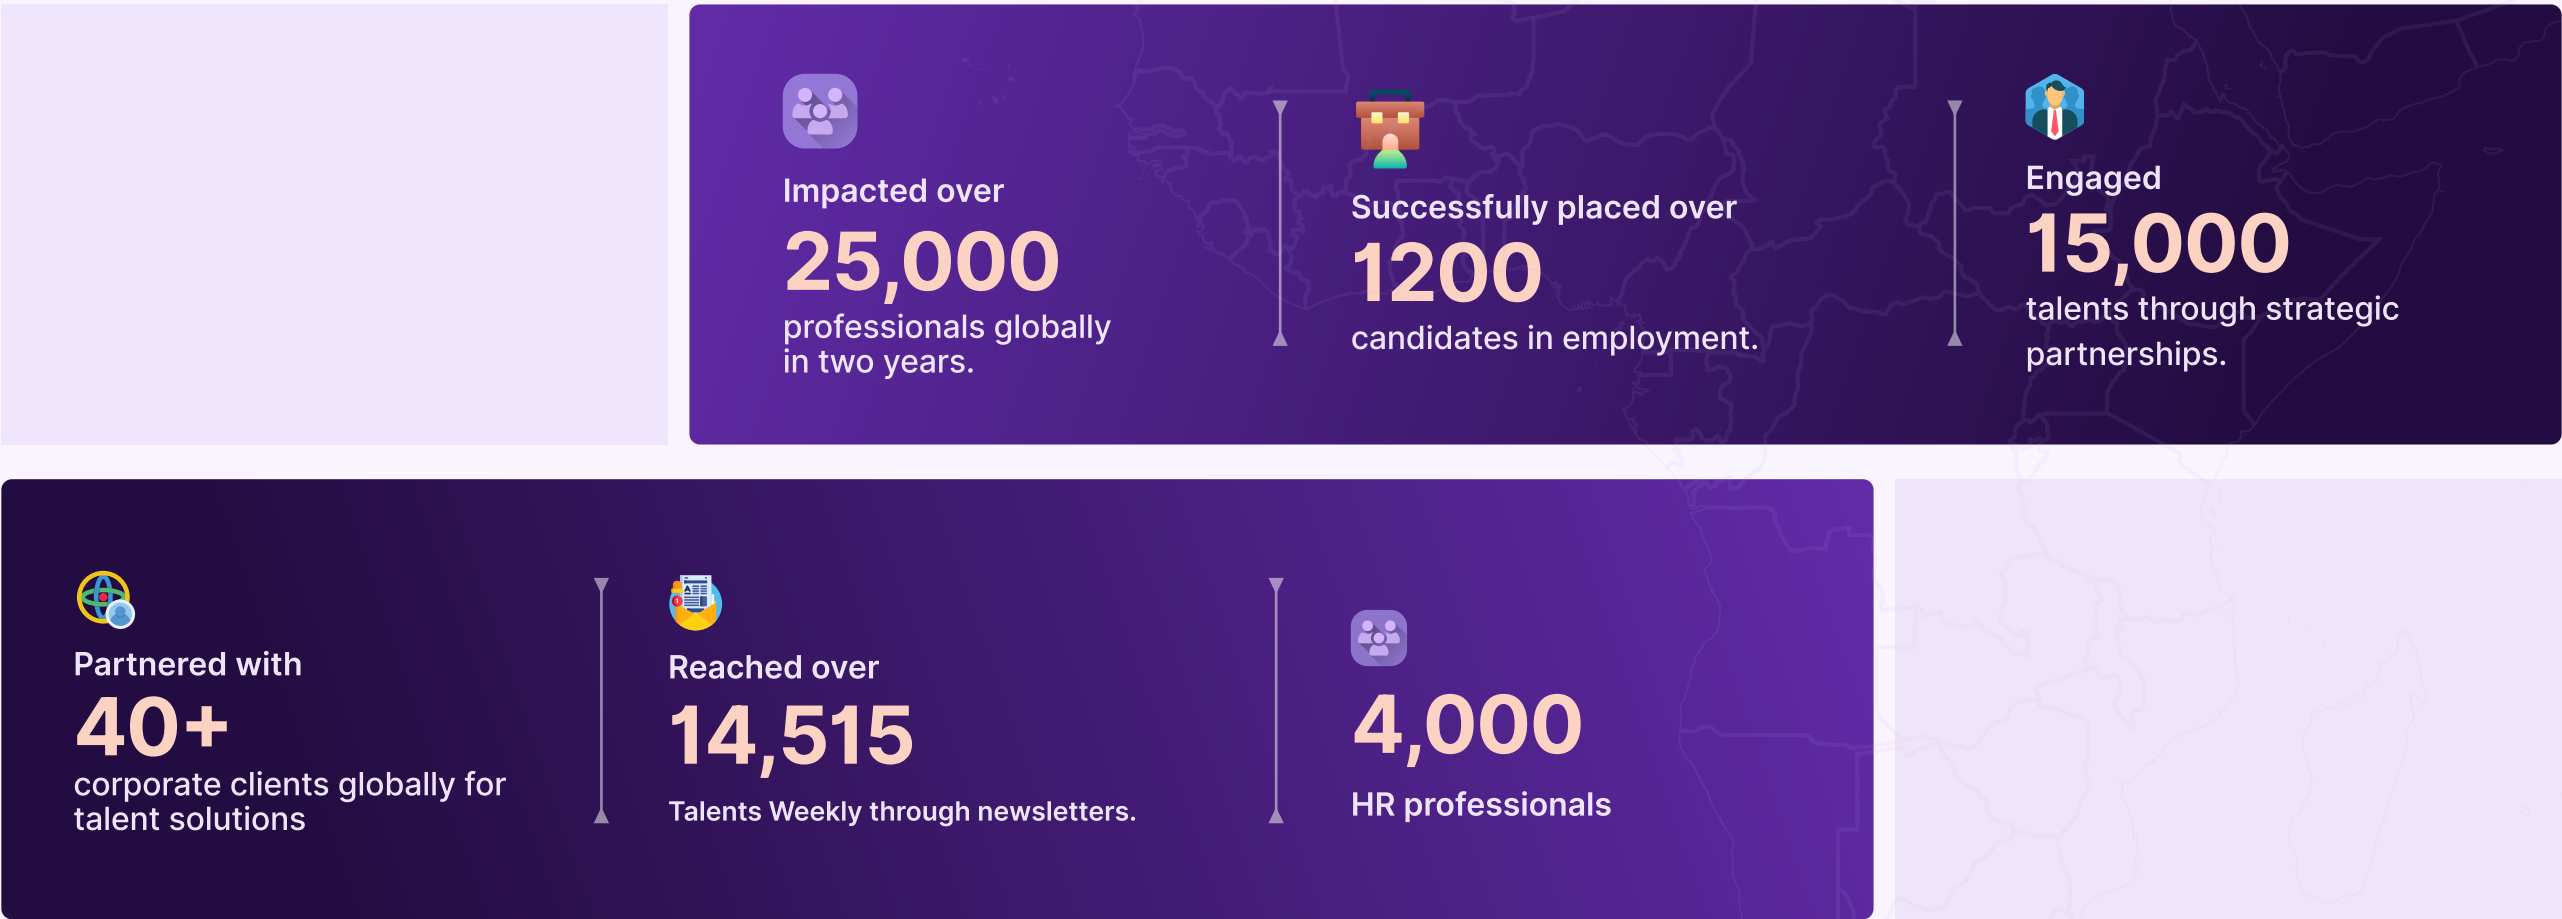 Impacted over
25,000
professionals globally
in two years.
Successfully placed over
1200
candidates in employment.
Engaged
15,000
talents through strategic
partnerships.
Partnered with
40+
corporate clients globally for
talent solutions
Reached over
14,515
Talents Weekly through newsletters.
4,000
HR professionals